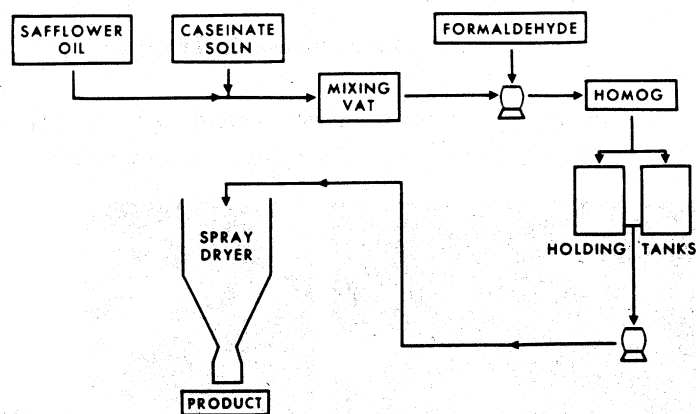 SAFFLOWER
OIL
CASEINATE
SOLN
FORMALDEHYDE
MIXING
VAT
HOMOG
HOLDING TANKS
SPRAY
DRYER
PRODUCT